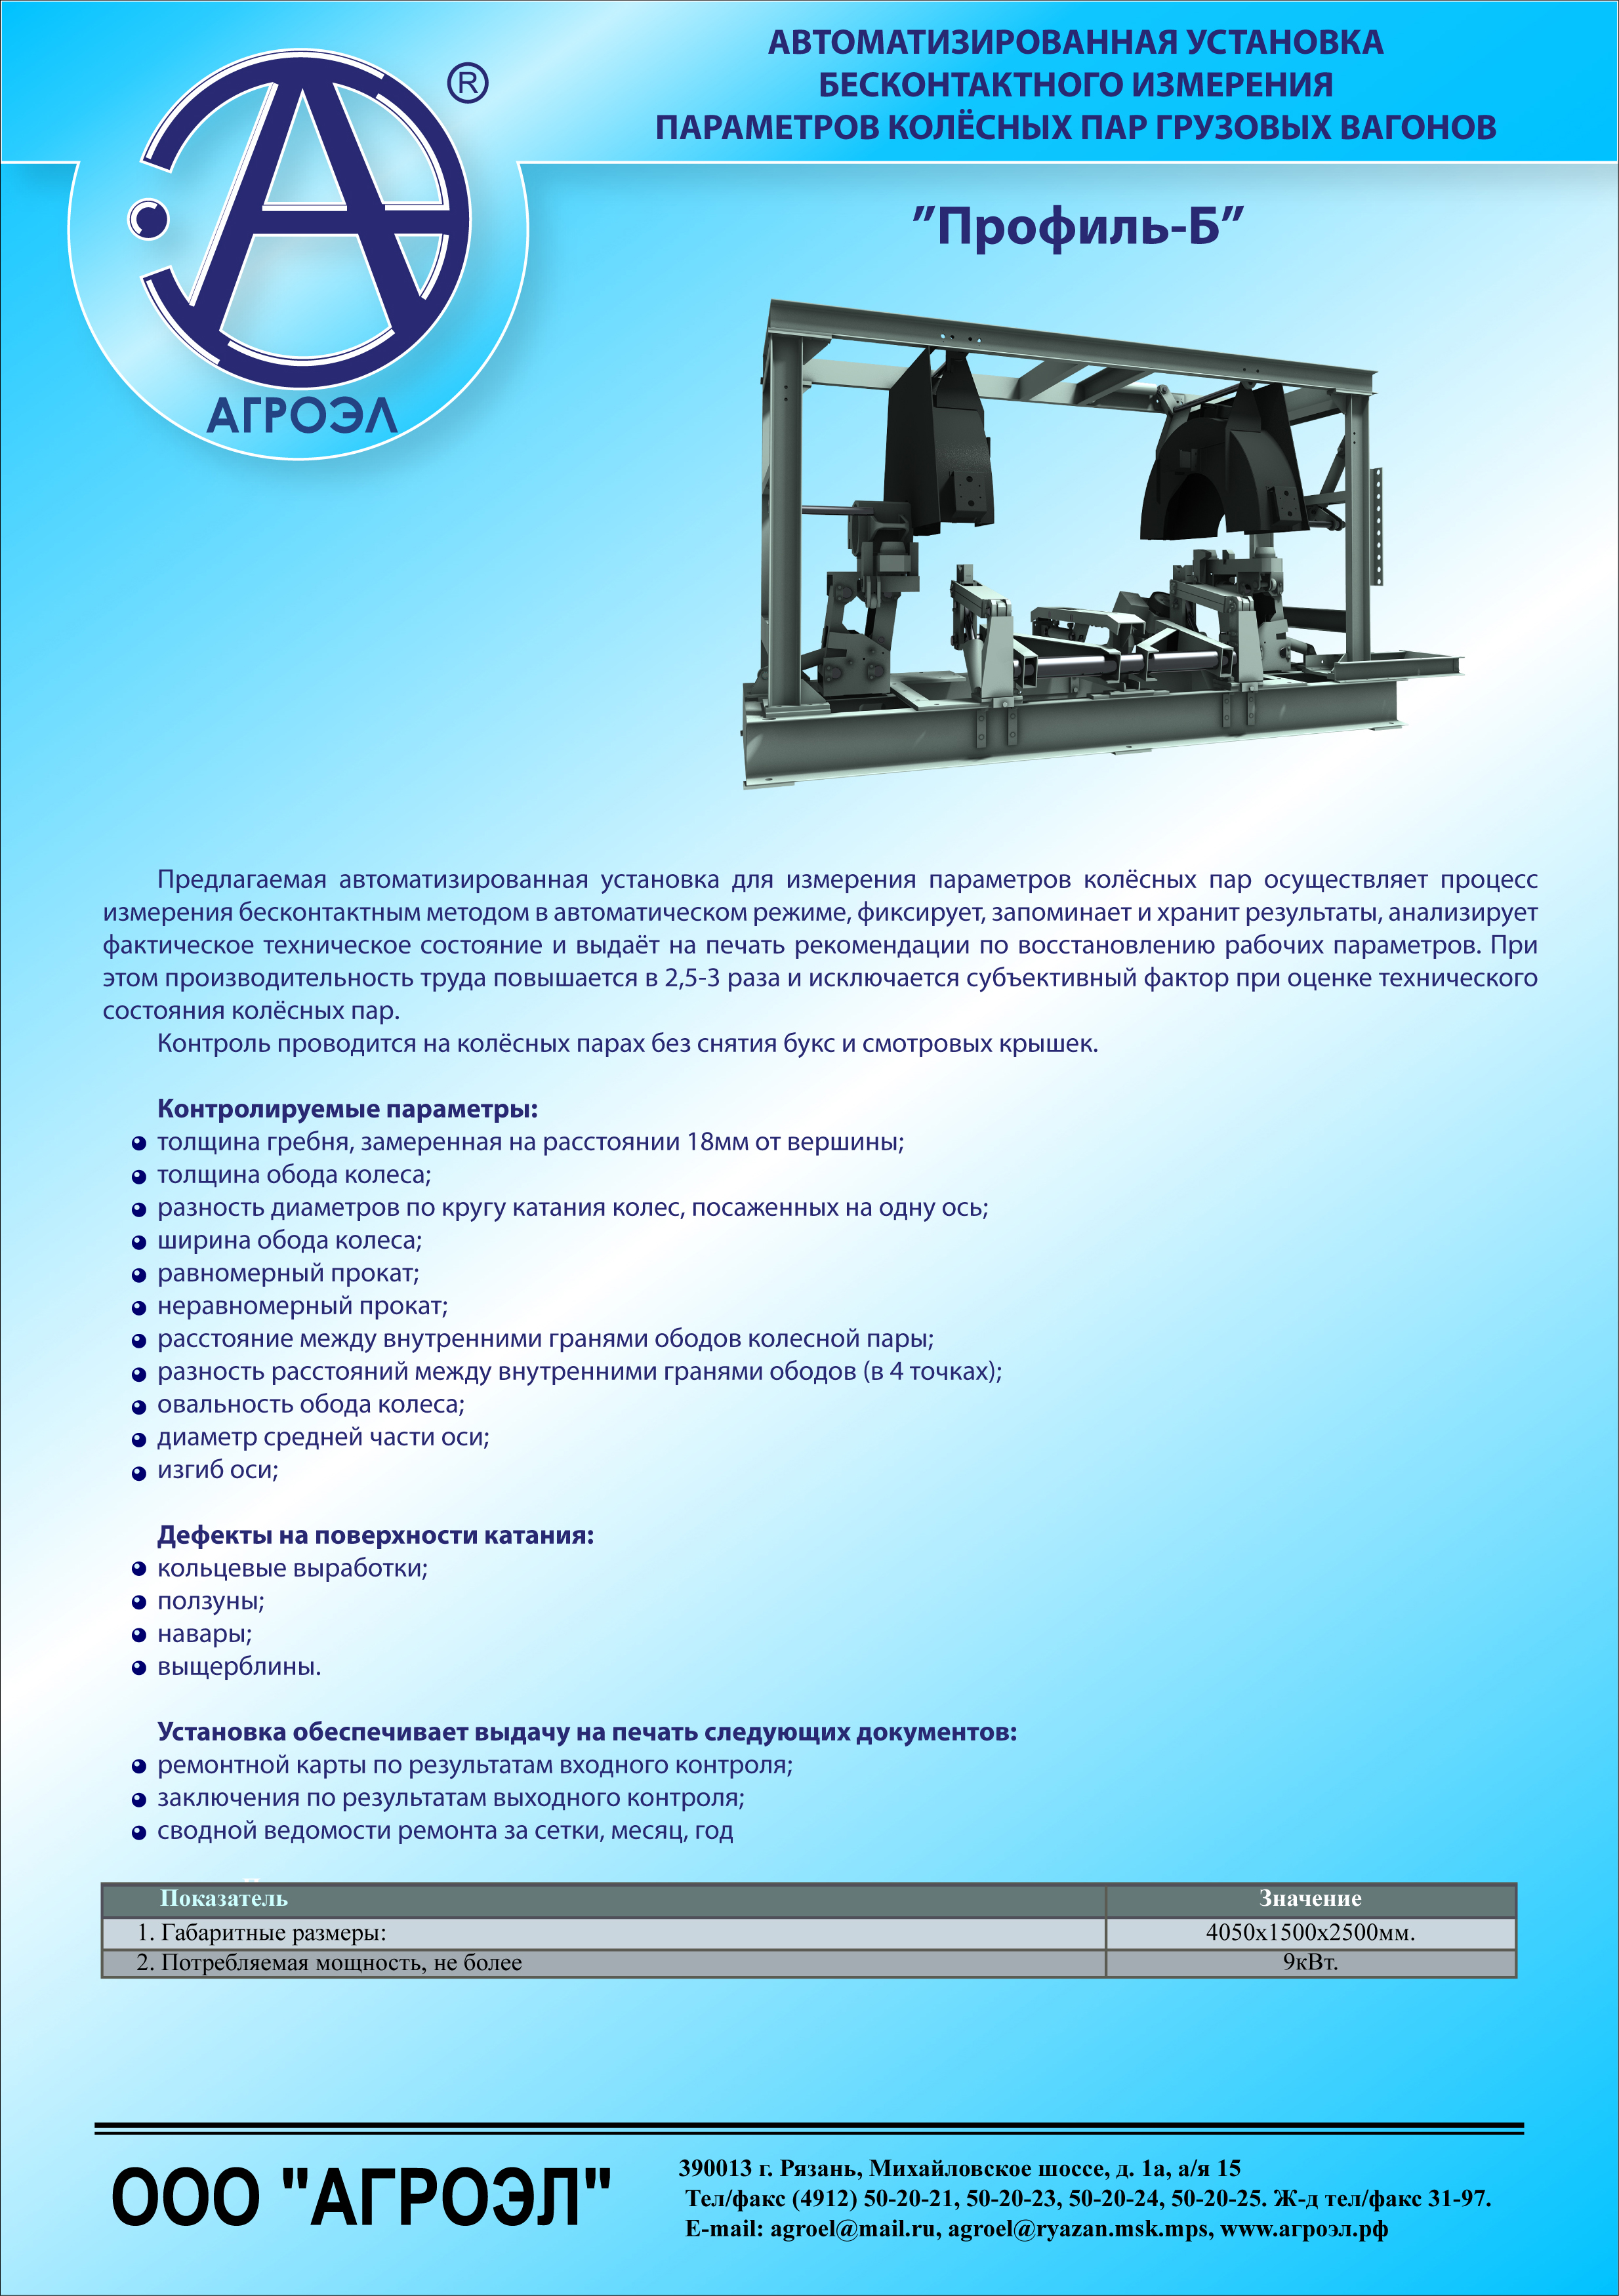 АВТОМАТИЗИРОВАННАЯ УСТАНОВКА
БЕСКОНТАКТНОГО ИЗМЕРЕНИЯ
ПАРАМЕТРОВ КОЛЁСНЫХ ПАР ГРУЗОВЫХ ВАГОНОВ
®
АГРОЭЛ
"Профиль-Б"
Предлагаемая автоматизированная установка для измерения параметров колёсных пар осуществляет процесс
измерения бесконтактным методом в автоматическом режиме, фиксирует, запоминает и хранит результаты, анализирует
фактическое техническое состояние и выдаёт на печать рекомендации по восстановлению рабочих параметров. При
этом производительность труда повышается в 2,5-3 раза и исключается субъективный фактор при оценке технического
состояния колёсных пар.
Контроль проводится на колёсных парах без снятия букс и смотровых крышек.
Контролируемые параметры:
толщина гребня, замеренная на расстоянии 18мм от вершины;
толщина обода колеса;
разность диаметров по кругу катания колес, посаженных на одну ось;
ширина обода колеса;
равномерный прокат;
неравномерный прокат;
расстояние между внутренними гранями ободов колесной пары;
разность расстояний между внутренними гранями ободов (в 4 точках);
овальность обода колеса;
диаметр средней части оси;
изгиб оси;
Дефекты на поверхности катания:
кольцевые выработки;
ползуны;
навары;
выщерблины.
Установка обеспечивает выдачу на печать следующих документов:
ремонтной карты по результатам входного контроля;
заключения по результатам выходного контроля;
сводной ведомости ремонта за сетки, месяц, год
Показатель Значение
1. Габаритные размеры: 4050х1500х2500мм.
2. Потребляемая мощность, не более 9кВт.
ООО "АГРОЭЛ"
390013 г. Рязань, Михайловское шоссе, д. 1а, а/я 15
Тел/факс (4912) 50-20-21, 50-20-23, 50-20-24, 50-20-25. Ж-д тел/факс 31-97.
E-mail: agroel@mail.ru, agroel@ryazan.msk.mps, www.агроэл.рф